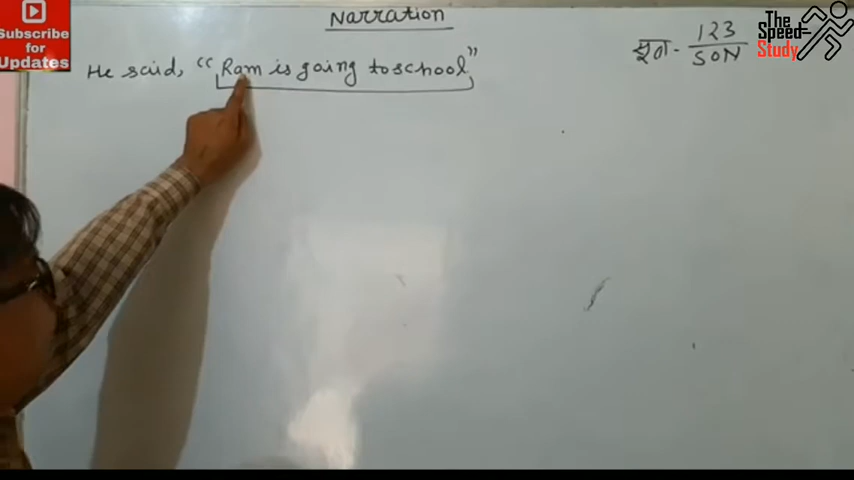 Subscribe
for
Updates
Narration
He said, “Ram is going to school”
सूत्र - 123
SON
The
Speed
Study